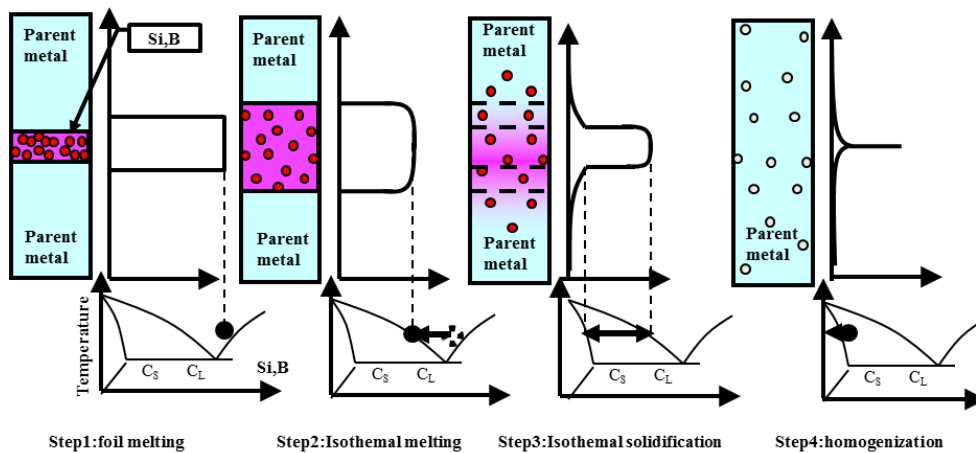 Parent
metal
Si,B
Parent
metal
Parent
metal
Parent
metal
Parent
metal
Parent
metal
Parent
metal
Temperature
C_S C_L
Si,B
C_S C_L
C_S C_L
C_S C_L
Step1:foil melting
Step2:Isothemal melting
Step3:Isothemal solidification
Step4:homogenization